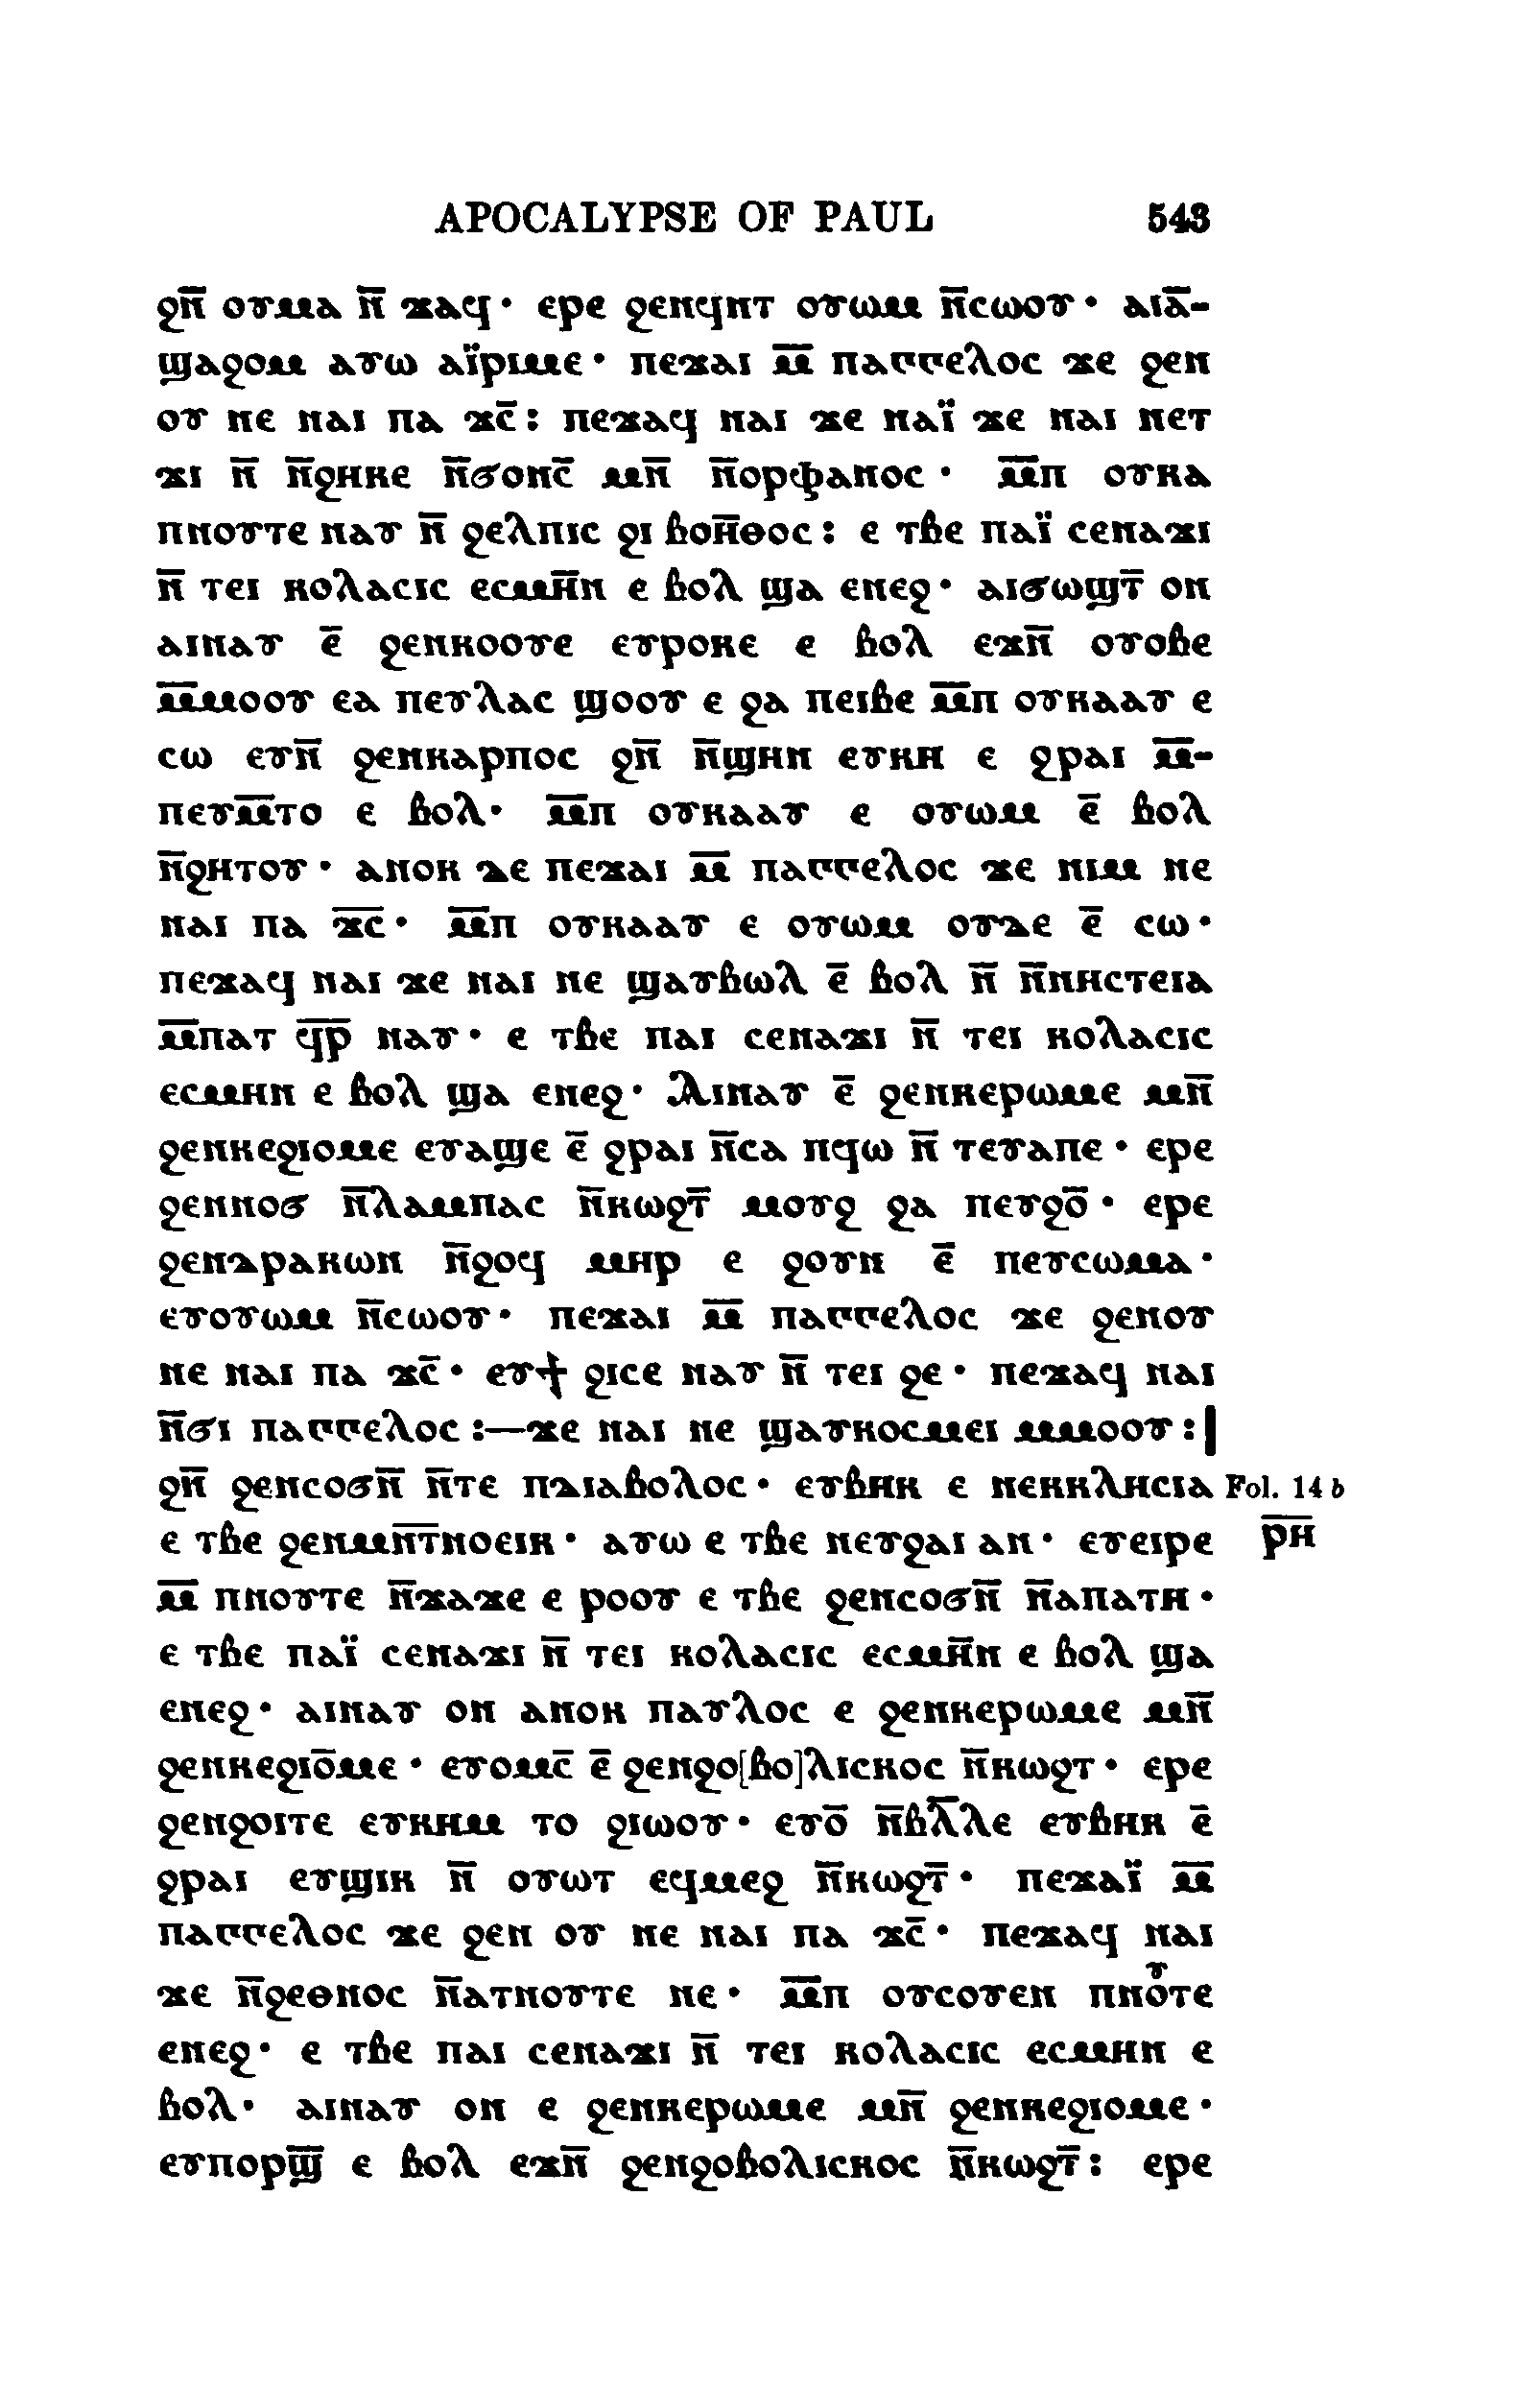 APOCALYPSE OF PAUL 543
ϩⲛ̅ ⲟⲩⲙⲁ ⲛ̅ ϫⲁϥ· ⲉⲣⲉ ϩⲉⲛϥⲛⲧ ⲟⲩⲱⲙ ⲛ̅ⲥⲱⲟⲩ· ⲁⲓⲁ̅-
ϣⲁϩⲟⲙ ⲁⲩⲱ ⲁⲓ̈ⲣⲓⲙⲉ· ⲡⲉϫⲁⲓ ⲙ̅ ⲡⲁⲅⲅⲉⲗⲟⲥ ϫⲉ ϩⲉⲛ
ⲟⲩ ⲛⲉ ⲛⲁⲓ ⲡⲁ ϫⲥ̅: ⲡⲉϫⲁϥ ⲛⲁⲓ ϫⲉ ⲛⲁⲓ̈ ϫⲉ ⲛⲁⲓ ⲛⲉⲧ
ϫⲓ ⲛ̅ ⲛ̅ϩⲏⲕⲉ ⲛ̅ϭⲟⲛⲥ̅ ⲙⲛ̅ ⲛ̅ⲟⲣⲫⲁⲛⲟⲥ· ⲙ̅ⲡ ⲟⲩⲕⲁ
ⲡⲛⲟⲩⲧⲉ ⲛⲁⲩ ⲛ̅ ϩⲉⲗⲡⲓⲥ ϩⲓ ⲃⲟⲏ̅ⲑⲟⲥ: ⲉ ⲧⲃⲉ ⲡⲁⲓ̈ ⲥⲉⲛⲁϫⲓ
ⲛ̅ ⲧⲉⲓ ⲕⲟⲗⲁⲥⲓⲥ ⲉⲥⲙⲏ̅ⲛ ⲉ ⲃⲟⲗ ϣⲁ ⲉⲛⲉϩ· ⲁⲓϭⲱϣⲧ̅ ⲟⲛ
ⲁⲓⲛⲁⲩ ⲉ̅ ϩⲉⲛⲕⲟⲟⲩⲉ ⲉⲩⲣⲟⲕⲉ ⲉ ⲃⲟⲗ ⲉϫⲛ̅ ⲟⲩⲟⲃⲉ
ⲙ̅ⲙⲟⲟⲩ ⲉⲁ ⲡⲉⲩⲗⲁⲥ ϣⲟⲟⲩⲉ ϩⲁ ⲡⲉⲓⲃⲉ ⲙ̅ⲡ ⲟⲩⲕⲁⲁⲩ ⲉ
ⲥⲱ ⲉⲩⲛ̅ ϩⲉⲛⲕⲁⲣⲡⲟⲥ ϩⲛ̅ ⲛ̅ϣⲏⲛ ⲉⲩⲕⲏ ⲉ ϩⲣⲁⲓ ⲙ̅-
ⲡⲉⲩⲙ̅ⲧⲟ ⲉ ⲃⲟⲗ· ⲙ̅ⲡ ⲟⲩⲕⲁⲁⲩ ⲉ ⲟⲩⲱⲙ ⲉ̅ ⲃⲟⲗ
ⲛ̅ϩⲏⲧⲟⲩ· ⲁⲛⲟⲕ ⲇⲉ ⲡⲉϫⲁⲓ ⲙ̅ ⲡⲁⲅⲅⲉⲗⲟⲥ ϫⲉ ⲛⲓⲙ ⲛⲉ
ⲛⲁⲓ ⲡⲁ ϫ̅ⲥ̅· ⲙ̅ⲡ ⲟⲩⲕⲁⲁⲩ ⲉ ⲟⲩⲱⲙ ⲟⲩⲇⲉ ⲉ̅ ⲥⲱ·
ⲡⲉϫⲁϥ ⲛⲁⲓ ϫⲉ ⲛⲁⲓ ⲛⲉ ϣⲁⲩⲃⲱⲗ ⲉ̅ ⲃⲟⲗ ⲛ̅ ⲛ̅ⲛⲏⲥⲧⲉⲓⲁ
ⲙ̅ⲡⲁⲧ ϥ̅ⲣ̅ ⲛⲁⲩ· ⲉ ⲧⲃⲉ ⲡⲁⲓ ⲥⲉⲛⲁϫⲓ ⲛ̅ ⲧⲉⲓ ⲕⲟⲗⲁⲥⲓⲥ
ⲉⲥⲙⲏⲛ ⲉ ⲃⲟⲗ ϣⲁ ⲉⲛⲉϩ· ⲁⲓⲛⲁⲩ ⲉ̅ ϩⲉⲛⲕⲉⲣⲱⲙⲉ ⲙⲛ̅
ϩⲉⲛⲕⲉϩⲓⲟⲙⲉ ⲉⲩⲁϣⲉ ⲉ̅ ϩⲣⲁⲓ ⲛ̅ⲥⲁ ⲡϥⲱ ⲛ̅ ⲧⲉⲩⲁⲡⲉ· ⲉⲣⲉ
ϩⲉⲛⲛⲟϭ ⲛ̅ⲗⲁⲙⲡⲁⲥ ⲛ̅ⲕⲱϩⲧ̅ ⲙⲟⲩϩ ϩⲁ ⲡⲉⲩϩⲟ̅· ⲉⲣⲉ
ϩⲉⲛⲇⲣⲁⲕⲱⲛ ⲛ̅ϩⲟϥ ⲙⲏⲣ ⲉ ϩⲟⲩⲛ ⲉ̅ ⲡⲉⲩⲥⲱⲙⲁ·
ⲉⲩⲟⲩⲱⲙ ⲛ̅ⲥⲱⲟⲩ· ⲡⲉϫⲁⲓ ⲙ̅ ⲡⲁⲅⲅⲉⲗⲟⲥ ϫⲉ ϩⲉⲛⲟⲩ
ⲛⲉ ⲛⲁⲓ ⲡⲁ ϫⲥ̅· ⲉⲩϯ ϩⲓⲥⲉ ⲛⲁⲩ ⲛ̅ ⲧⲉⲓ ϩⲉ· ⲡⲉϫⲁϥ ⲛⲁⲓ
ⲛ̅ϭⲓ ⲡⲁⲅⲅⲉⲗⲟⲥ:—ϫⲉ ⲛⲁⲓ ⲛⲉ ϣⲁⲩⲕⲟⲥⲙⲉⲓ ⲙⲙⲟⲟⲩ:|
ϩⲛ̅ ϩⲉⲛⲥⲟϭⲛ̅ ⲛ̅ⲧⲉ ⲡⲇⲓⲁⲃⲟⲗⲟⲥ· ⲉⲩⲃⲏⲕ ⲉ ⲛⲉⲕⲕⲗⲏⲥⲓⲁ Fol. 14 b
ⲉ ⲧⲃⲉ ϩⲉⲛⲙⲛ̅ⲧ̅ⲛⲟⲉⲓⲕ· ⲁⲩⲱ ⲉ ⲧⲃⲉ ⲛⲉⲩϩⲁⲓ ⲁⲛ· ⲉⲩⲉⲓⲣⲉ ⲣ̅ⲏ̅
ⲙ̅ ⲡⲛⲟⲩⲧⲉ ⲛ̅ϫⲁϫⲉ ⲉ ⲣⲟⲟⲩ ⲉ ⲧⲃⲉ ϩⲉⲛⲥⲟϭⲛ̅ ⲛ̅ⲁⲡⲁⲧⲏ·
ⲉ ⲧⲃⲉ ⲡⲁⲓ̈ ⲥⲉⲛⲁϫⲓ ⲛ̅ ⲧⲉⲓ ⲕⲟⲗⲁⲥⲓⲥ ⲉⲥⲙⲏ̅ⲛ ⲉ ⲃⲟⲗ ϣⲁ
ⲉⲛⲉϩ· ⲁⲓⲛⲁⲩ ⲟⲛ ⲁⲛⲟⲕ ⲡⲁⲩⲗⲟⲥ ⲉ ϩⲉⲛⲕⲉⲣⲱⲙⲉ ⲙⲛ̅
ϩⲉⲛⲕⲉϩⲓⲟ̅ⲙⲉ· ⲉⲩⲟⲙⲥ̅ ⲉ̅ ϩⲉⲛϩⲟ[ⲃⲟ]ⲗⲓⲥⲕⲟⲥ ⲛ̅ⲕⲱϩⲧ· ⲉⲣⲉ
ϩⲉⲛϩⲟⲓⲧⲉ ⲉⲩⲕⲏⲙ ⲧⲟ ϩⲓⲱⲟⲩ· ⲉⲩⲟ̅ ⲛ̅ⲃⲗ̅ⲗⲉ ⲉⲩⲃⲏⲕ ⲉ̅
ϩⲣⲁⲓ ⲉⲩϣⲓⲕ ⲛ̅ ⲟⲩⲱⲧ ⲉϥⲙⲉϩ ⲛ̅ⲕⲱϩⲧ̅· ⲡⲉϫⲁⲓ̈ ⲙ̅
ⲡⲁⲅⲅⲉⲗⲟⲥ ϫⲉ ϩⲉⲛ ⲟⲩ ⲛⲉ ⲛⲁⲓ ⲡⲁ ϫⲥ̅· ⲡⲉϫⲁϥ ⲛⲁⲓ
ϫⲉ ⲛ̅ϩⲉⲑⲛⲟⲥ ⲛ̅ⲁⲧⲛⲟⲩⲧⲉ ⲛⲉ· ⲙ̅ⲡ ⲟⲩⲥⲟⲩⲉⲛ ⲡⲛⲟⲩⲧⲉ
ⲉⲛⲉϩ· ⲉ ⲧⲃⲉ ⲡⲁⲓ ⲥⲉⲛⲁϫⲓ ⲛ̅ ⲧⲉⲓ ⲕⲟⲗⲁⲥⲓⲥ ⲉⲥⲙⲏⲛ ⲉ
ⲃⲟⲗ· ⲁⲓⲛⲁⲩ ⲟⲛ ⲉ ϩⲉⲛⲕⲉⲣⲱⲙⲉ ⲙⲛ̅ ϩⲉⲛⲕⲉϩⲓⲟⲙⲉ·
ⲉⲩⲡⲟⲣϣ̅ ⲉ ⲃⲟⲗ ⲉϫⲛ̅ ϩⲉⲛϩⲟⲃⲟⲗⲓⲥⲕⲟⲥ ⲛ̅ⲕⲱϩⲧ̅: ⲉⲣⲉ